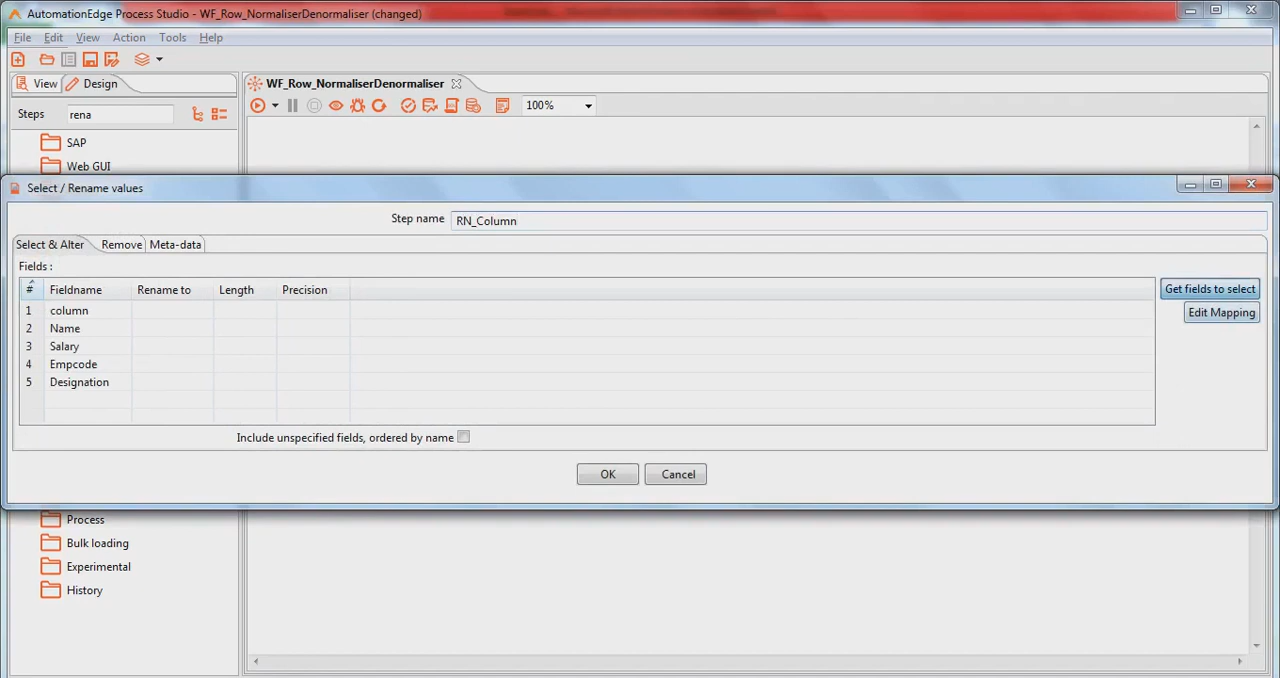 AutomationEdge Process Studio - WF_Row_NormaliserDenormaliser (changed)
File Edit View Action Tools Help
View Design
WF_Row_NormaliserDenormaliser
Steps rena
100%
SAP
Web GUI
Select / Rename values
Step name RN_Column
Select & Alter Remove Meta-data
Fields :
# Fieldname Rename to Length Precision
Get fields to select
1 column
Edit Mapping
2 Name
3 Salary
4 Empcode
5 Designation
Include unspecified fields, ordered by name
OK Cancel
Process
Bulk loading
Experimental
History